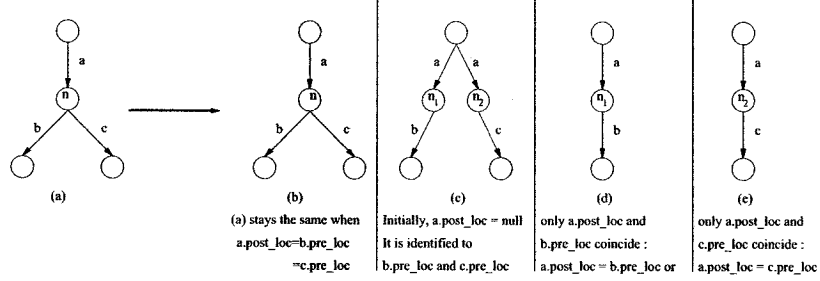 a
n
b
c
(a)
a
n
b
c
(b)
(a) stays the same when
a.post_loc=b.pre_loc
=c.pre_loc
a
a
n1
n2
b
c
(c)
Initially, a.post_loc = null
It is identified to
b.pre_loc and c.pre_loc
a
n1
b
(d)
only a.post_loc and
b.pre_loc coincide :
a.post_loc = b.pre_loc or
a
n2
c
(e)
only a.post_loc and
c.pre_loc coincide :
a.post_loc = c.pre_loc